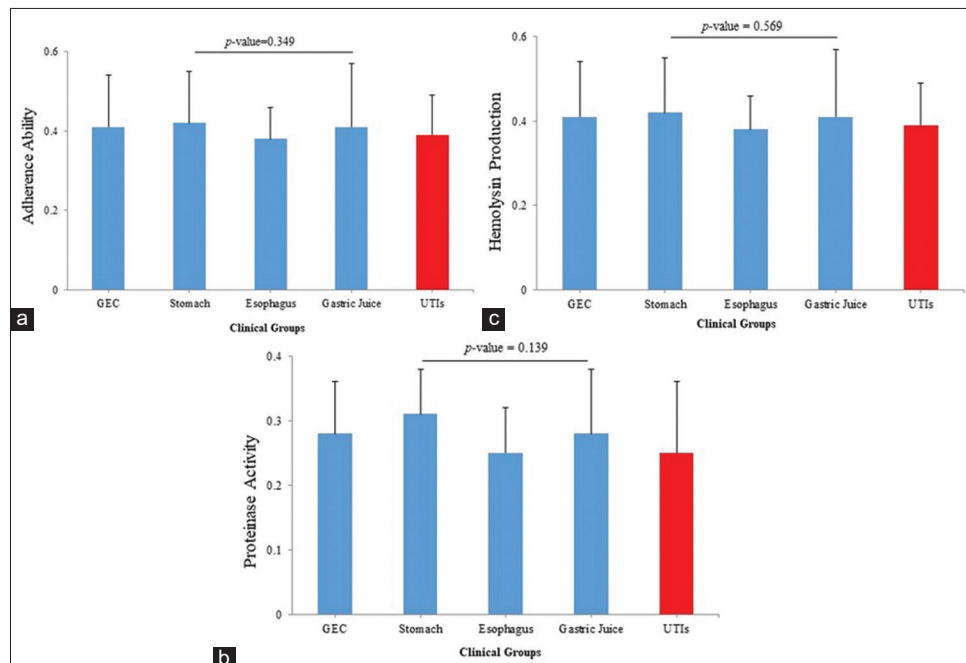 p-value=0.349
0.6
0.4
0.2
0
Adherence Ability
GEC Stomach Esophagus Gastric Juice UTIs
Clinical Groups
a
p-value = 0.569
0.6
0.4
0.2
0
Hemolysin Production
GEC Stomach Esophagus Gastric Juice UTIs
Clinical Groups
c
p-value = 0.139
0.4
0.3
0.2
0.1
0
Proteinase Activity
GEC Stomach Esophagus Gastric Juice UTIs
Clinical Groups
b